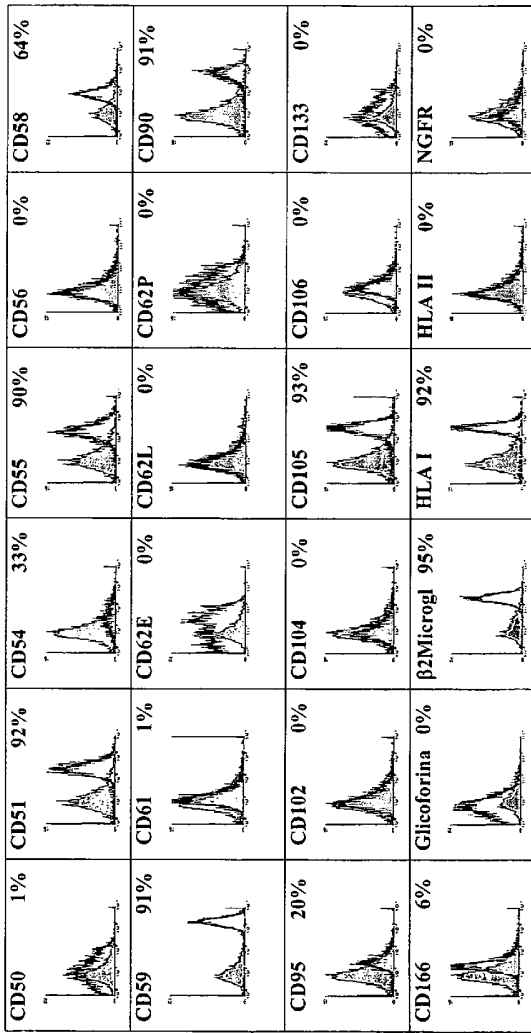 CD50 1%
CD51 92%
CD54 33%
CD55 90%
CD56 0%
CD58 64%
CD59 91%
CD61 1%
CD62E 0%
CD62L 0%
CD62P 0%
CD90 91%
CD95 20%
CD102 0%
CD104 0%
CD105 93%
CD106 0%
CD133 0%
CD166 6%
Glicoforina 0%
β2Microgl 95%
HLA I 92%
HLA II 0%
NGFR 0%